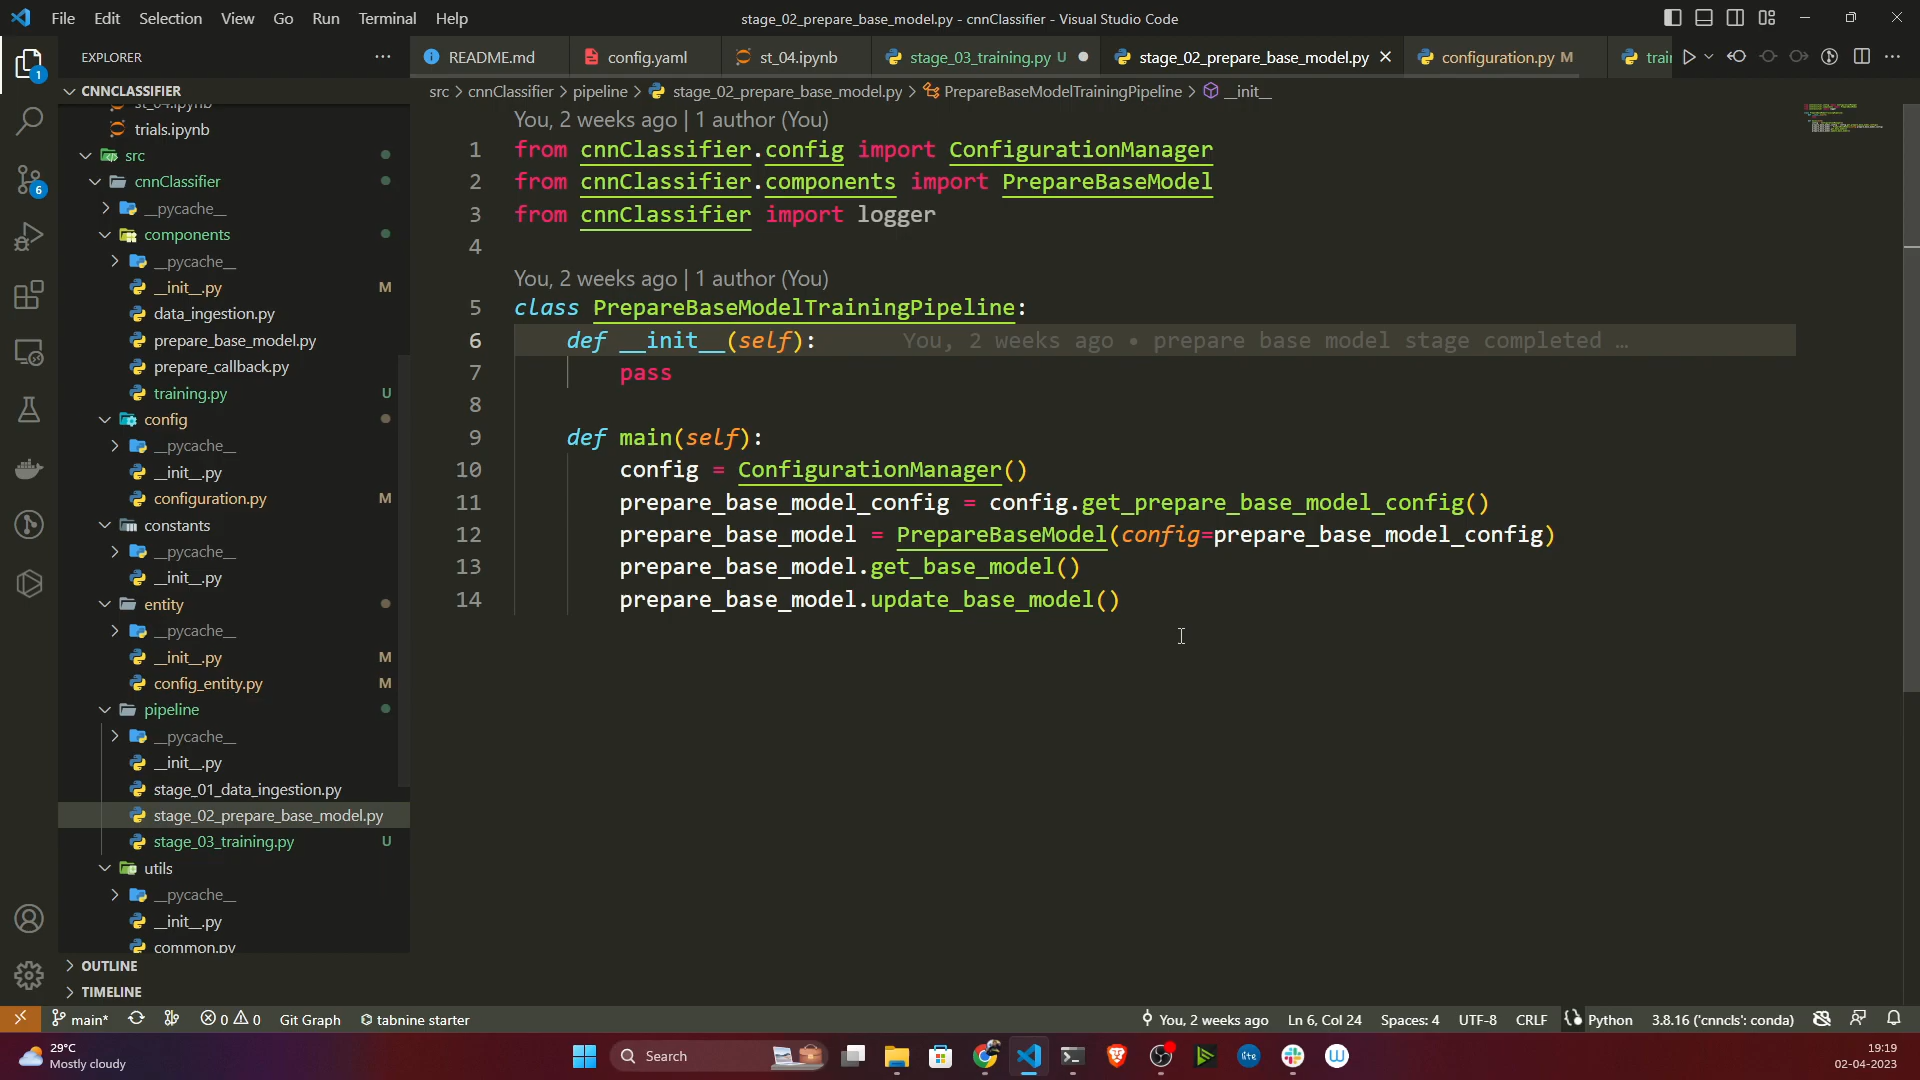 File Edit Selection View Go Run Terminal Help
stage_02_prepare_base_model.py - cnnClassifier - Visual Studio Code
EXPLORER
README.md
config.yaml
st_04.ipynb
stage_03_training.py U
stage_02_prepare_base_model.py
configuration.py M
trai
src > cnnClassifier > pipeline > stage_02_prepare_base_model.py > PrepareBaseModelTrainingPipeline > __init__
1
6
CNNCLASSIFIER
st_04.ipynb
trials.ipynb
src
cnnClassifier
__pycache__
components
__pycache__
__init__.py M
data_ingestion.py
prepare_base_model.py
prepare_callback.py
training.py U
config
__pycache__
__init__.py
configuration.py M
constants
__pycache__
__init__.py
entity
__pycache__
__init__.py M
config_entity.py M
pipeline
__pycache__
__init__.py
stage_01_data_ingestion.py
stage_02_prepare_base_model.py
stage_03_training.py U
utils
__pycache__
__init__.py
common.py
OUTLINE
TIMELINE
You, 2 weeks ago | 1 author (You)
1 from cnnClassifier.config import ConfigurationManager
2 from cnnClassifier.components import PrepareBaseModel
3 from cnnClassifier import logger
4
You, 2 weeks ago | 1 author (You)
5 class PrepareBaseModelTrainingPipeline:
6 def __init__(self): You, 2 weeks ago • prepare base model stage completed …
7 pass
8
9 def main(self):
10 config = ConfigurationManager()
11 prepare_base_model_config = config.get_prepare_base_model_config()
12 prepare_base_model = PrepareBaseModel(config=prepare_base_model_config)
13 prepare_base_model.get_base_model()
14 prepare_base_model.update_base_model()
main* 0 0 Git Graph tabnine starter
You, 2 weeks ago Ln 6, Col 24 Spaces: 4 UTF-8 CRLF Python 3.8.16 ('cnncls': conda)
29°C
Mostly cloudy
Search
lite
19:19
02-04-2023